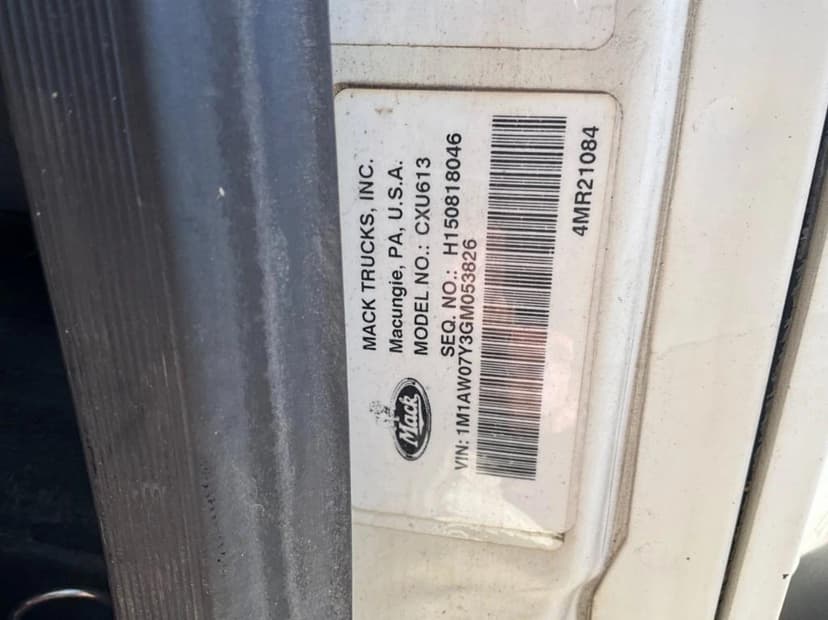 MACK TRUCKS, INC.
Macungie, PA, U.S.A.
MODEL NO.: CXU613
SEQ. NO.: H150818046
Mack
VIN: 1M1AW07Y3GM053826
4MR21084